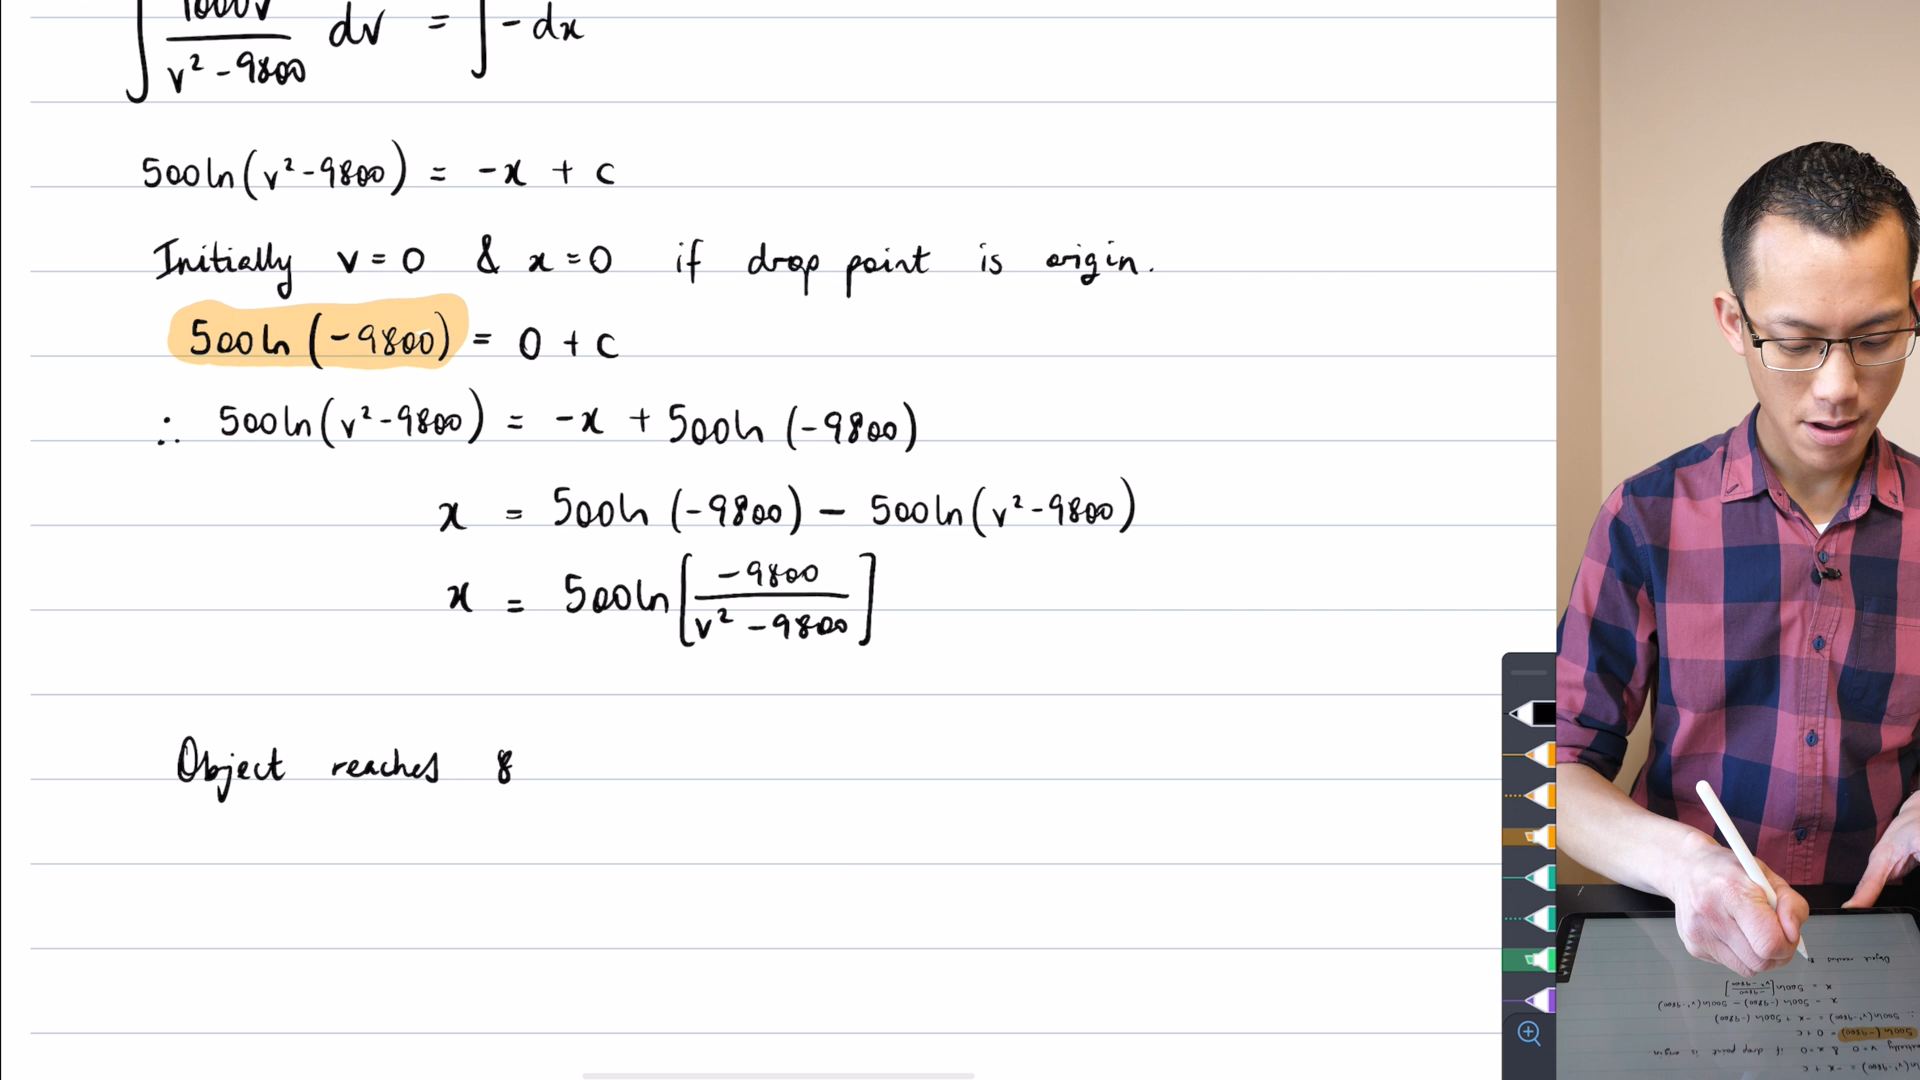 ∫ 1000v / (v² - 9800) dv = ∫ - dx
500ln(v² - 9800) = -x + c
Initially v = 0 & x = 0 if drop point is origin.
500ln(-9800) = 0 + c
∴ 500ln(v² - 9800) = -x + 500ln(-9800)
x = 500ln(-9800) - 500ln(v² - 9800)
x = 500ln[-9800 / (v² - 9800)]
Object reaches 8